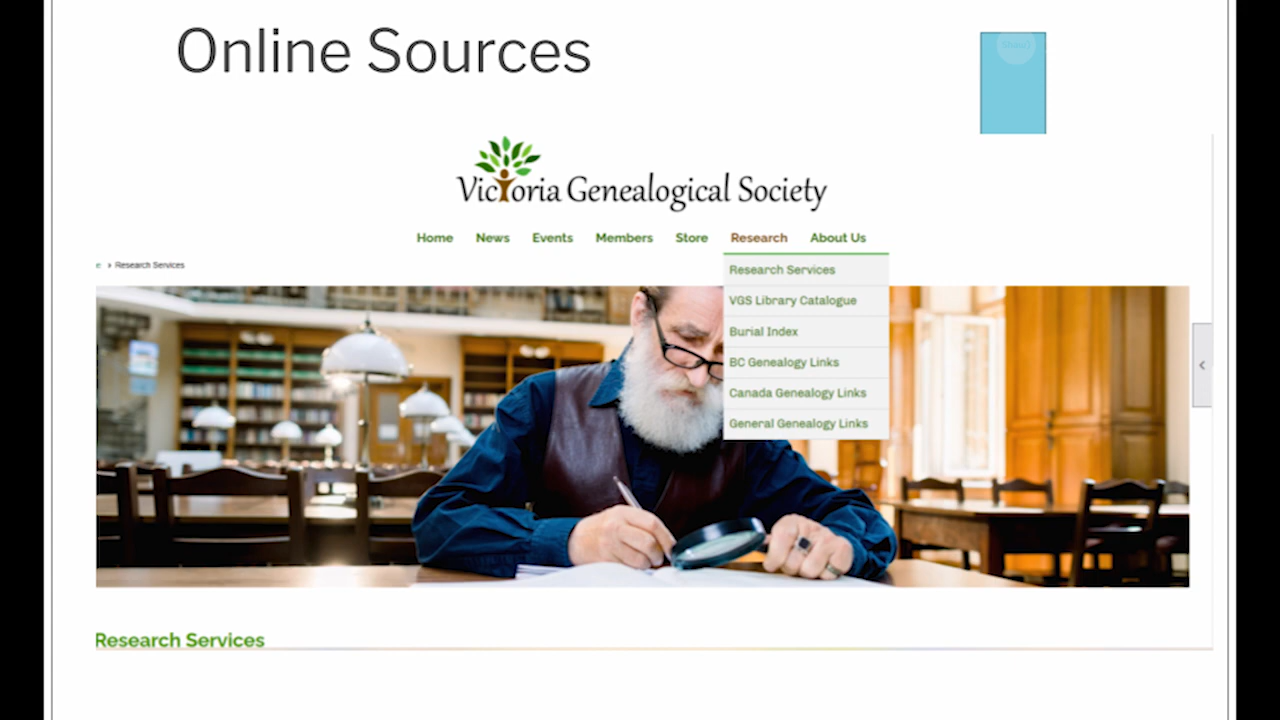 Online Sources
Victoria Genealogical Society
Home News Events Members Store Research About Us
Research Services
Research Services
VGS Library Catalogue
Burial Index
BC Genealogy Links
Canada Genealogy Links
General Genealogy Links
Research Services